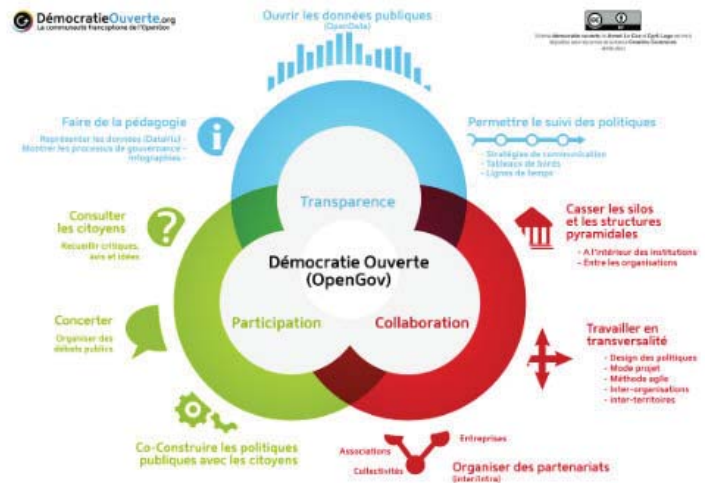 DémocratieOuverte.org
La communauté francophone de l'OpenGov
Ouvrir les données publiques
(OpenData)
Faire de la pédagogie
Représenter les données (DataViz) -
Montrer les processus de gouvernance -
Infographies -
Permettre le suivi des politiques
- Stratégies de communication
- Tableaux de bords
- Lignes de temps
Transparence
Consulter
les citoyens
Recueillir critiques,
avis et idées
Casser les silos
et les structures
pyramidales
- A l'intérieur des institutions
- Entre les organisations
Démocratie Ouverte
(OpenGov)
Participation
Collaboration
Concerter
Organiser des
débats publics
Travailler en
transversalité
- Design des politiques
- Mode projet
- Méthode agile
- Inter-organisations
- inter-territoires
Co-Construire les politiques
publiques avec les citoyens
Associations
Entreprises
Collectivités
Organiser des partenariats
(inter/intra)